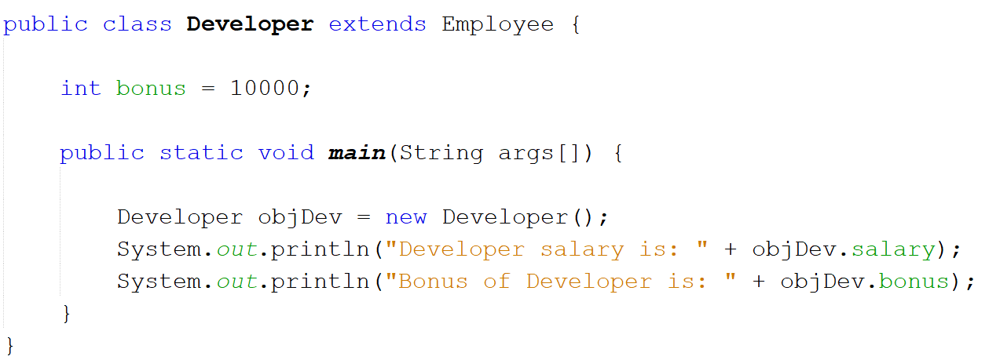 public class Developer extends Employee {
int bonus = 10000;
public static void main(String args[]) {
Developer objDev = new Developer();
System.out.println("Developer salary is: " + objDev.salary);
System.out.println("Bonus of Developer is: " + objDev.bonus);
}
}